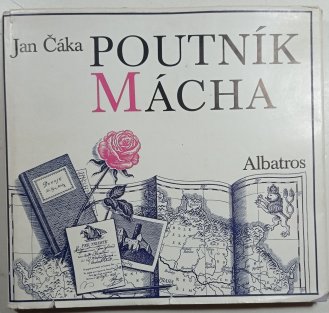 Jan Čáka
POUTNÍK
MÁCHA
Albatros